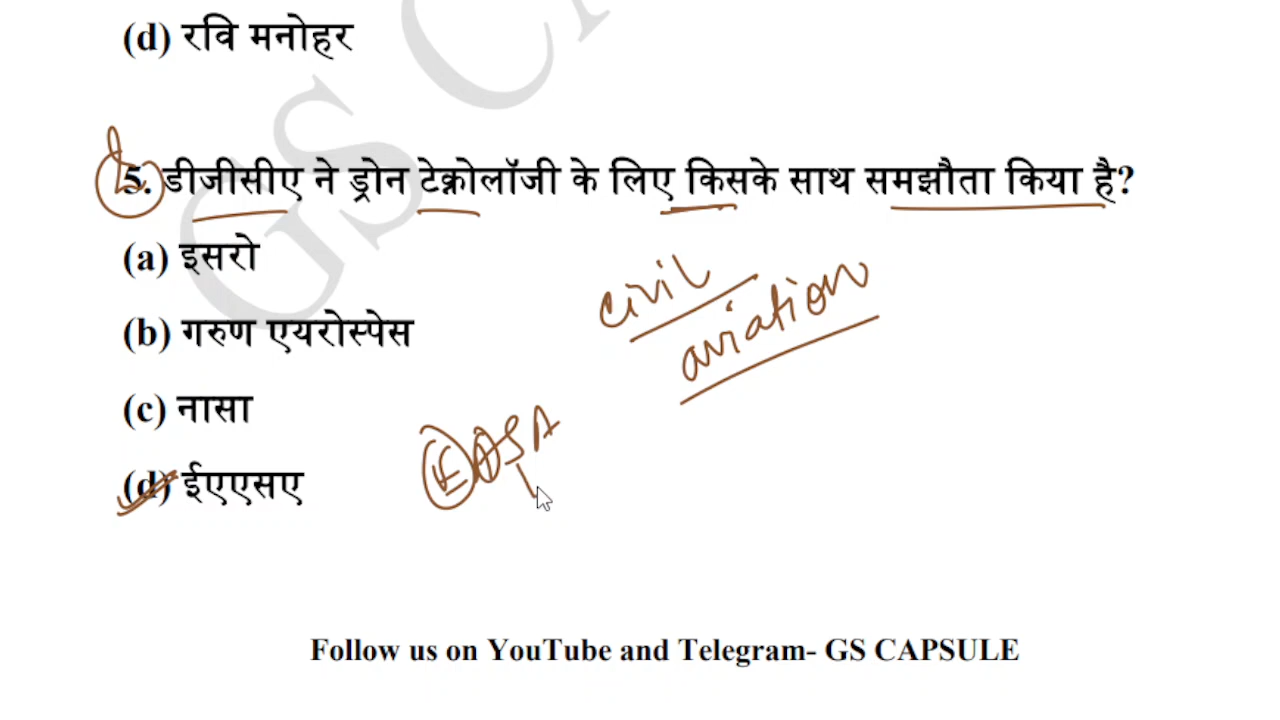 (d) रवि मनोहर
5. डीजीसीए ने ड्रोन टेक्नोलॉजी के लिए किसके साथ समझौता किया है?
(a) इसरो
civil
aviation
(b) गरुण एयरोस्पेस
(c) नासा
EASA
(d) ईएएसए
Follow us on YouTube and Telegram- GS CAPSULE
GS C